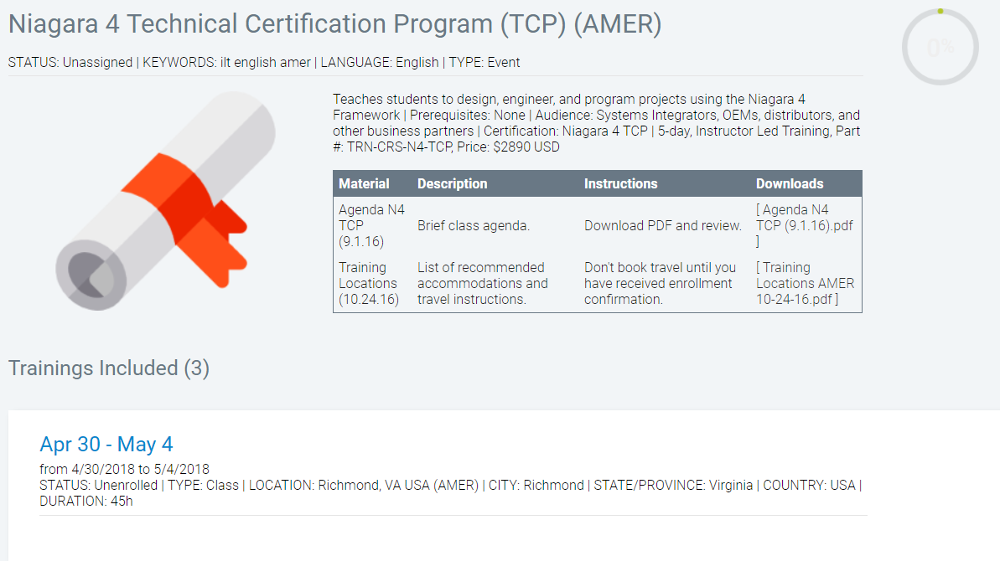 Niagara 4 Technical Certification Program (TCP) (AMER)
0%
STATUS: Unassigned | KEYWORDS: ilt english amer | LANGUAGE: English | TYPE: Event
Teaches students to design, engineer, and program projects using the Niagara 4
Framework | Prerequisites: None | Audience: Systems Integrators, OEMs, distributors, and
other business partners | Certification: Niagara 4 TCP | 5-day, Instructor Led Training, Part
#: TRN-CRS-N4-TCP, Price: $2890 USD
Material Description Instructions Downloads
Agenda N4
TCP
(9.1.16)
Brief class agenda.
Download PDF and review.
[ Agenda N4
TCP (9.1.16).pdf
]
Training
Locations
(10.24.16)
List of recommended
accommodations and
travel instructions.
Don't book travel until you
have received enrollment
confirmation.
[ Training
Locations AMER
10-24-16.pdf ]
Trainings Included (3)
Apr 30 - May 4
from 4/30/2018 to 5/4/2018
STATUS: Unenrolled | TYPE: Class | LOCATION: Richmond, VA USA (AMER) | CITY: Richmond | STATE/PROVINCE: Virginia | COUNTRY: USA |
DURATION: 45h